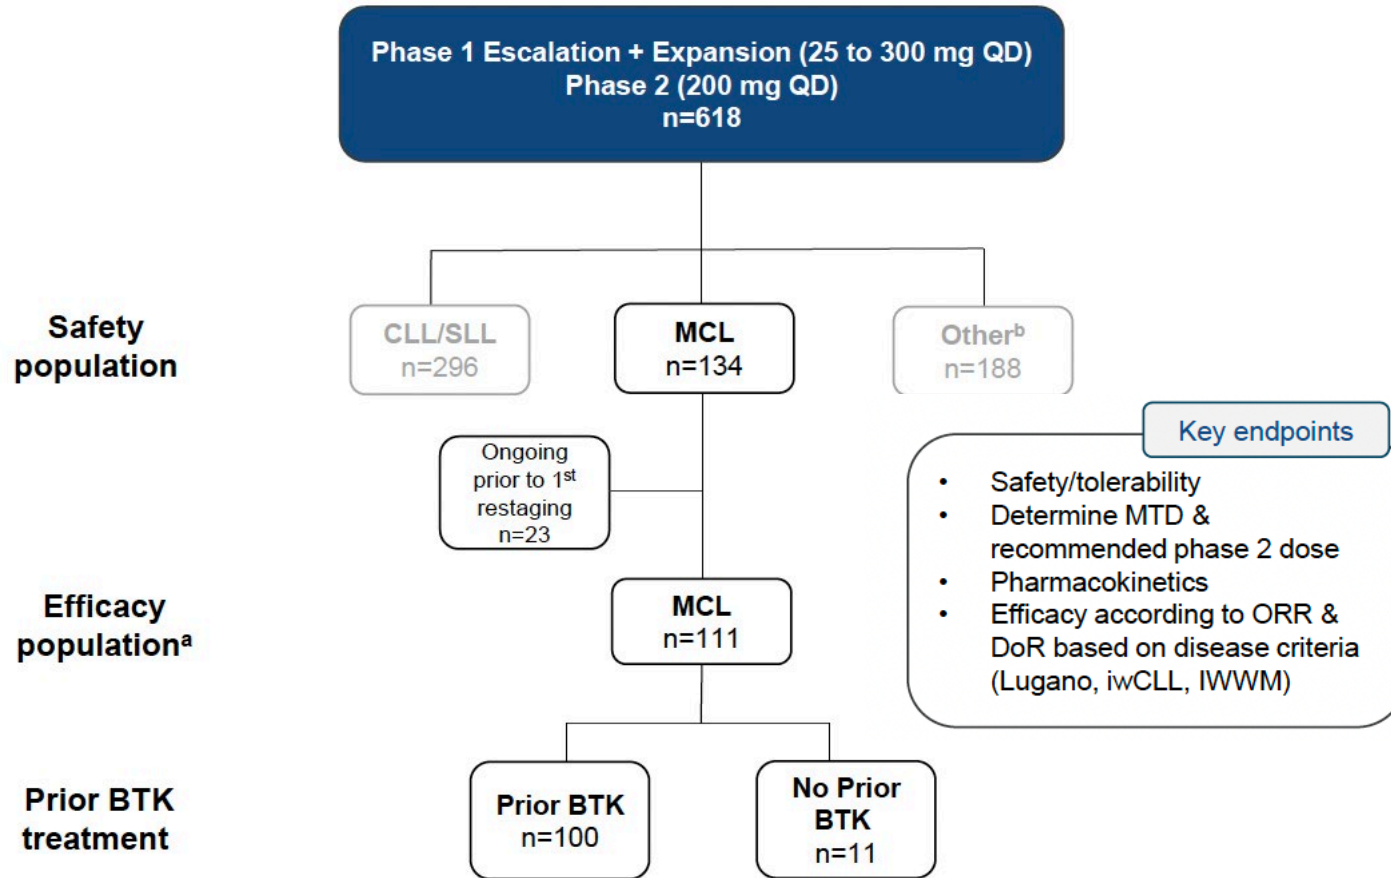 Phase 1 Escalation + Expansion (25 to 300 mg QD)
Phase 2 (200 mg QD)
n=618
Safety
population
CLL/SLL
n=296
MCL
n=134
Otherᵇ
n=188
Ongoing
prior to 1ˢᵗ
restaging
n=23
Key endpoints
• Safety/tolerability
• Determine MTD &
recommended phase 2 dose
• Pharmacokinetics
• Efficacy according to ORR &
DoR based on disease criteria
(Lugano, iwCLL, IWWM)
Efficacy
populationᵃ
MCL
n=111
Prior BTK
treatment
Prior BTK
n=100
No Prior
BTK
n=11